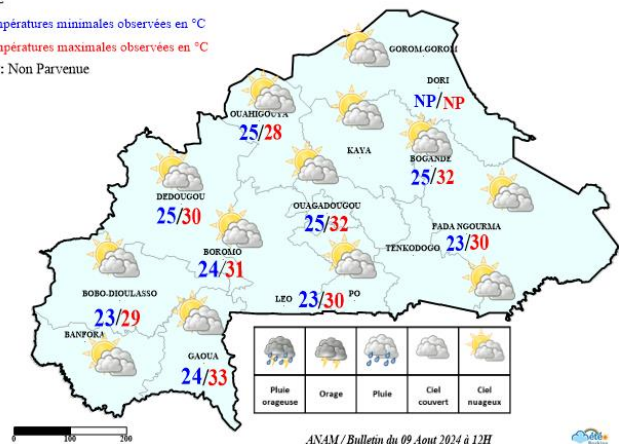 températures minimales observées en °C
températures maximales observées en °C
: Non Parvenue
GOROM-GOROM
DORI
NP/NP
OUAHIGOUYA
25/28
KAYA
BOGANDE
25/32
DEDOUGOU
25/30
OUAGADOUGOU
25/32
FADA NGOURMA
23/30
TENKODOGO
BOROMO
24/31
BOBO-DIOULASSO
23/29
LEO 23/30 PO
BANFORA
GAOUA
24/33
Pluie orageuse
Orage
Pluie
Ciel couvert
Ciel nuageux
0 100 200
ANAM / Bulletin du 09 Aout 2024 à 12H